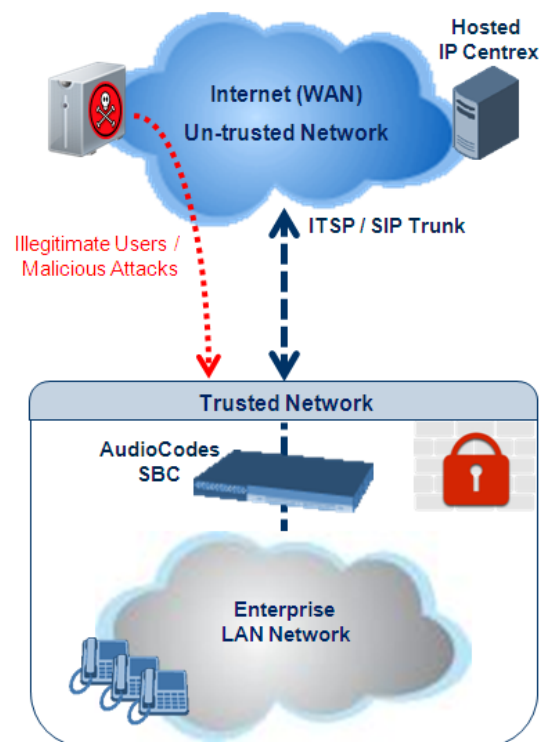 Hosted
IP Centrex
Internet (WAN)
Un-trusted Network
ITSP / SIP Trunk
Illegitimate Users /
Malicious Attacks
Trusted Network
AudioCodes
SBC
Enterprise
LAN Network